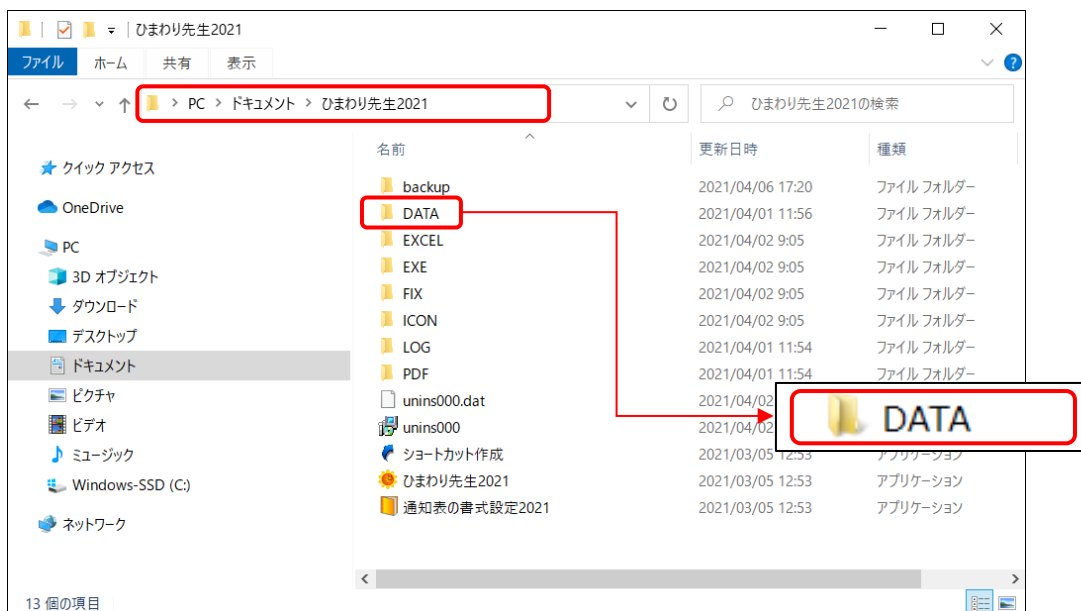 ひまわり先生2021
ファイル ホーム 共有 表示
PC > ドキュメント > ひまわり先生2021
ひまわり先生2021の検索
名前 更新日時 種類
クイック アクセス
OneDrive
PC
3D オブジェクト
ダウンロード
デスクトップ
ドキュメント
ピクチャ
ビデオ
ミュージック
Windows-SSD (C:)
ネットワーク
backup 2021/04/06 17:20 ファイル フォルダー
DATA 2021/04/01 11:56 ファイル フォルダー
EXCEL 2021/04/02 9:05 ファイル フォルダー
EXE 2021/04/02 9:05 ファイル フォルダー
FIX 2021/04/02 9:05 ファイル フォルダー
ICON 2021/04/02 9:05 ファイル フォルダー
LOG 2021/04/01 11:54 ファイル フォルダー
PDF 2021/04/01 11:54 ファイル フォルダー
unins000.dat 2021/04/02
unins000 2021/04/02
DATA
ショートカット作成 2021/03/05 12:53 アプリケーション
ひまわり先生2021 2021/03/05 12:53 アプリケーション
通知表の書式設定2021 2021/03/05 12:53 アプリケーション
13 個の項目